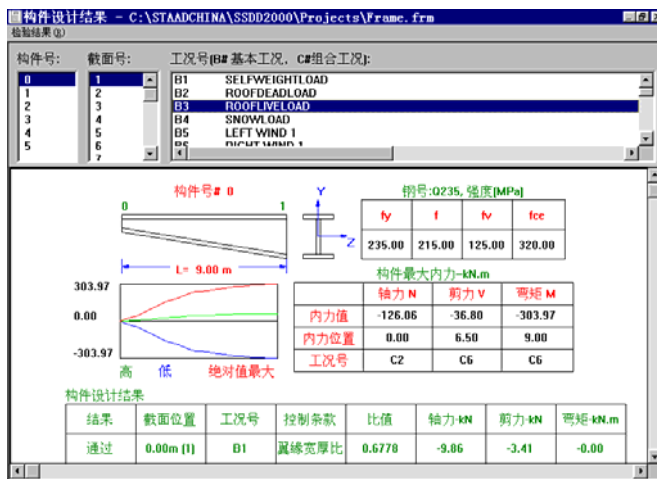 构件设计结果 - C:\STAADCHINA\SSDD2000\Projects\Frame.frm
检验结果(R)
构件号: 截面号: 工况号(B# 基本工况, C#组合工况):
0 1 B1 SELFWEIGHTLOAD
1 2 B2 ROOFDEADLOAD
2 3 B3 ROOFLIVELOAD
3 4 B4 SNOWLOAD
4 5 B5 LEFT WIND 1
5 6 B6 RIGHT WIND 1
7
构件号# 0
0 1 Y
Z
L= 9.00 m
钢号:Q235, 强度[MPa]
fy f fv fce
235.00 215.00 125.00 320.00
303.97
0.00
-303.97
高 低 绝对值最大
构件最大内力-kN.m
轴力 N 剪力 V 弯矩 M
内力值 -126.06 -36.80 -303.97
内力位置 0.00 6.50 9.00
工况号 C2 C6 C6
构件设计结果
结果 截面位置 工况号 控制条款 比值 轴力-kN 剪力-kN 弯矩-kN.m
通过 0.00m [1] B1 翼缘宽厚比 0.6778 -9.86 -3.41 -0.00